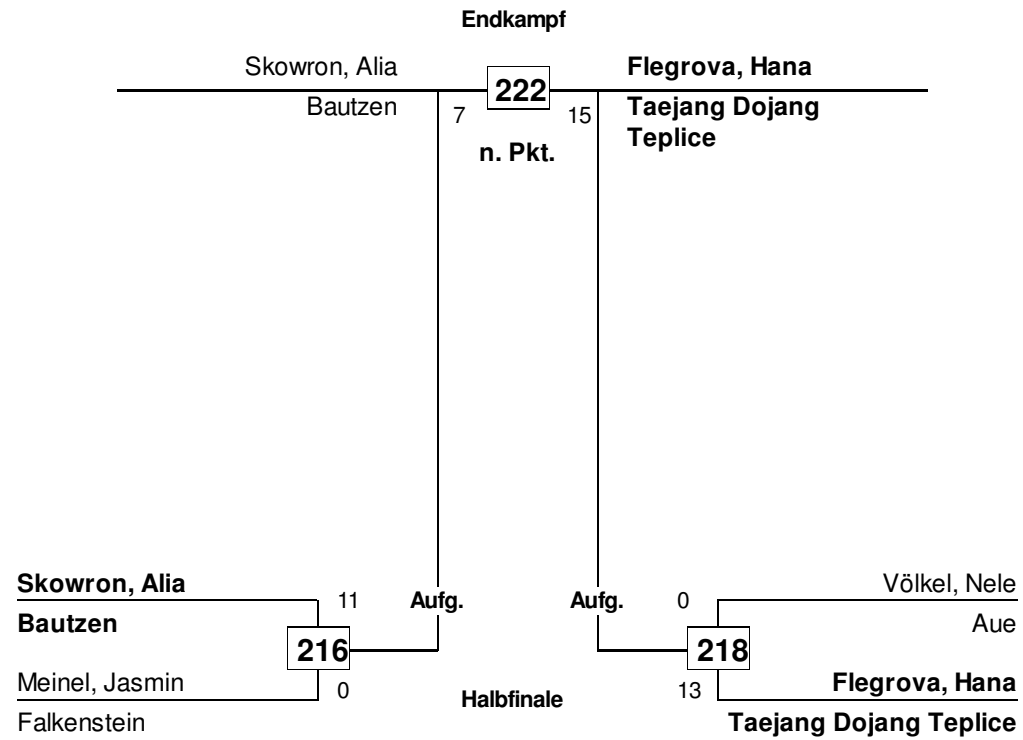 Endkampf
Skowron, Alia
Bautzen
7
222
n. Pkt.
15
Flegrova, Hana
Taejang Dojang
Teplice
Skowron, Alia
Bautzen
11
Aufg.
216
Meinel, Jasmin
Falkenstein
0
Halbfinale
Aufg.
0
Völkel, Nele
Aue
218
13
Flegrova, Hana
Taejang Dojang Teplice